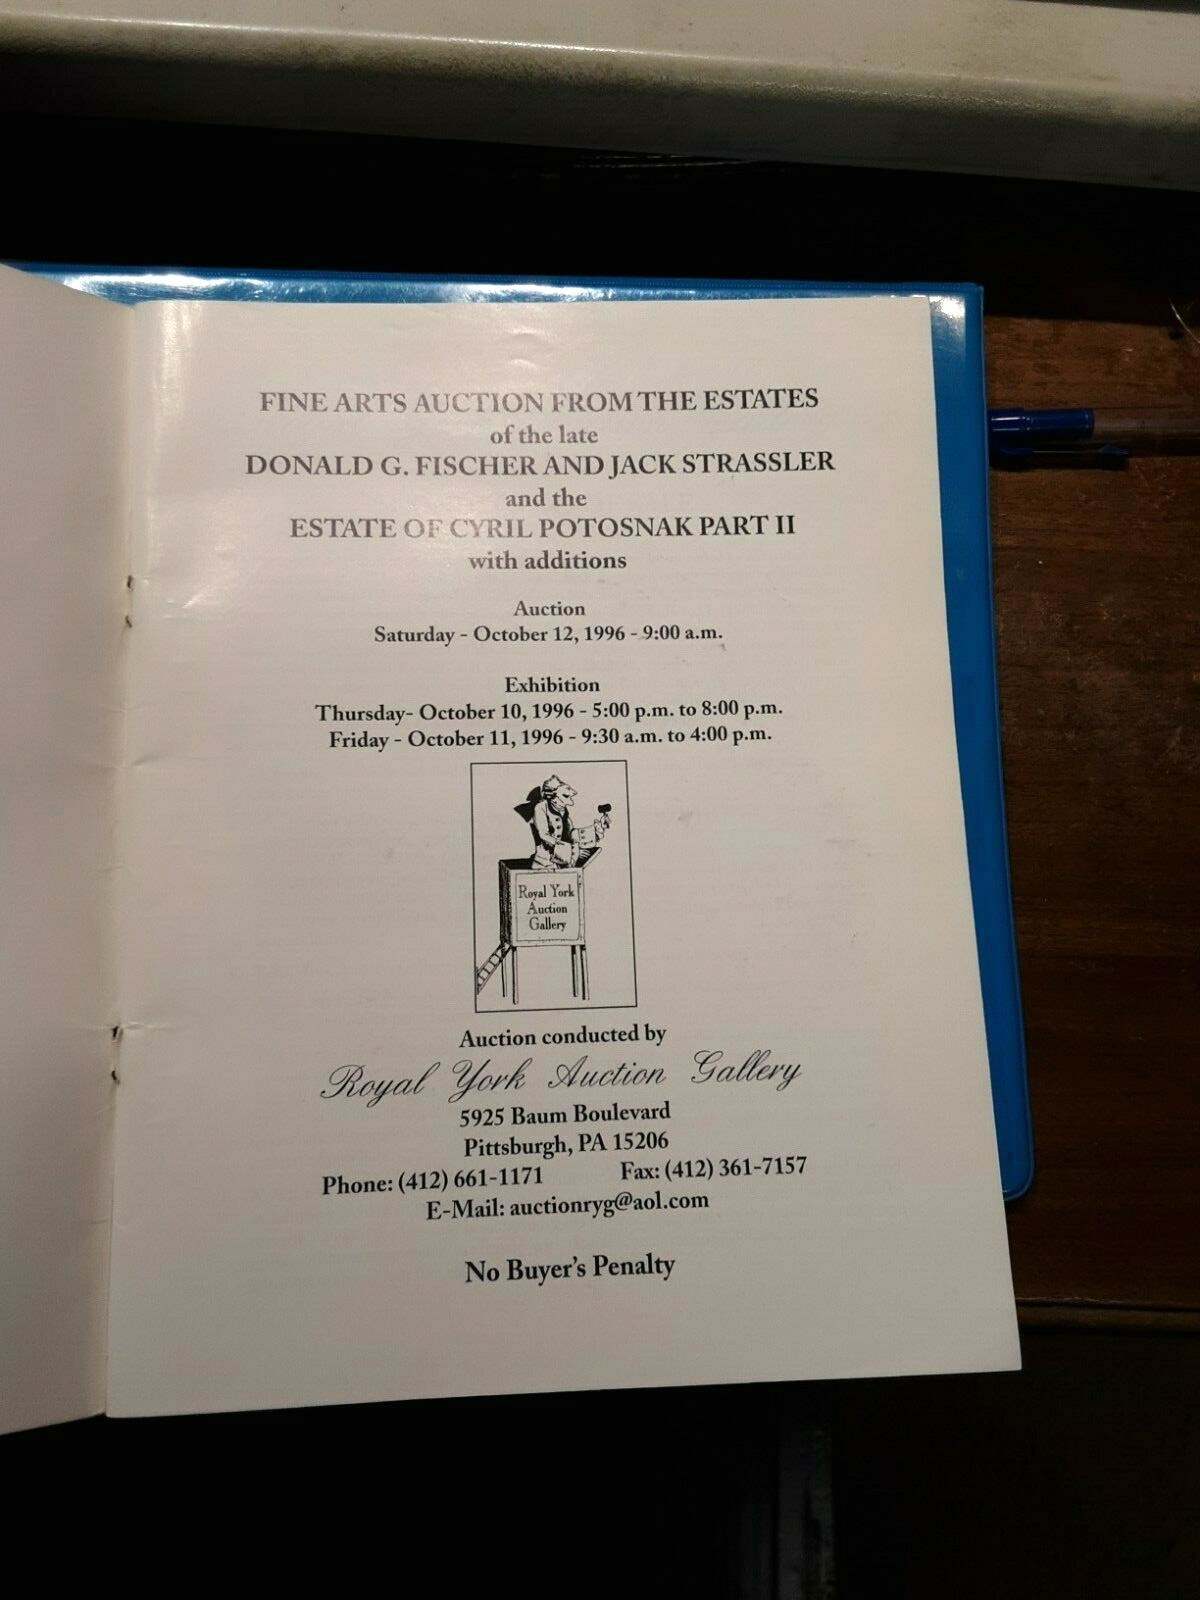 FINE ARTS AUCTION FROM THE ESTATES
of the late
DONALD G. FISCHER AND JACK STRASSLER
and the
ESTATE OF CYRIL POTOSNAK PART II
with additions
Auction
Saturday - October 12, 1996 - 9:00 a.m.
Exhibition
Thursday- October 10, 1996 - 5:00 p.m. to 8:00 p.m.
Friday - October 11, 1996 - 9:30 a.m. to 4:00 p.m.
Royal York
Auction
Gallery
Auction conducted by
Royal York Auction Gallery
5925 Baum Boulevard
Pittsburgh, PA 15206
Phone: (412) 661-1171 Fax: (412) 361-7157
E-Mail: auctionryg@aol.com
No Buyer's Penalty